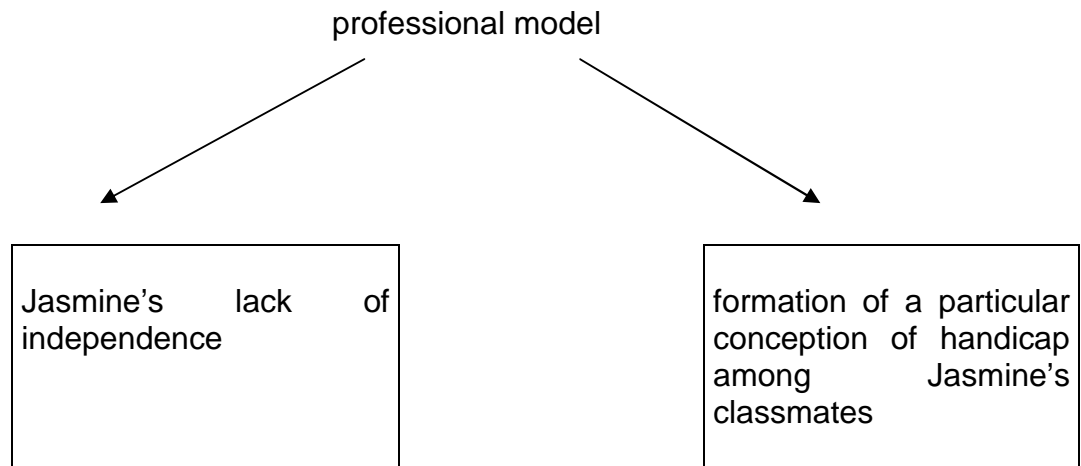 professional model
Jasmine’s lack of
independence
formation of a particular
conception of handicap
among Jasmine’s
classmates